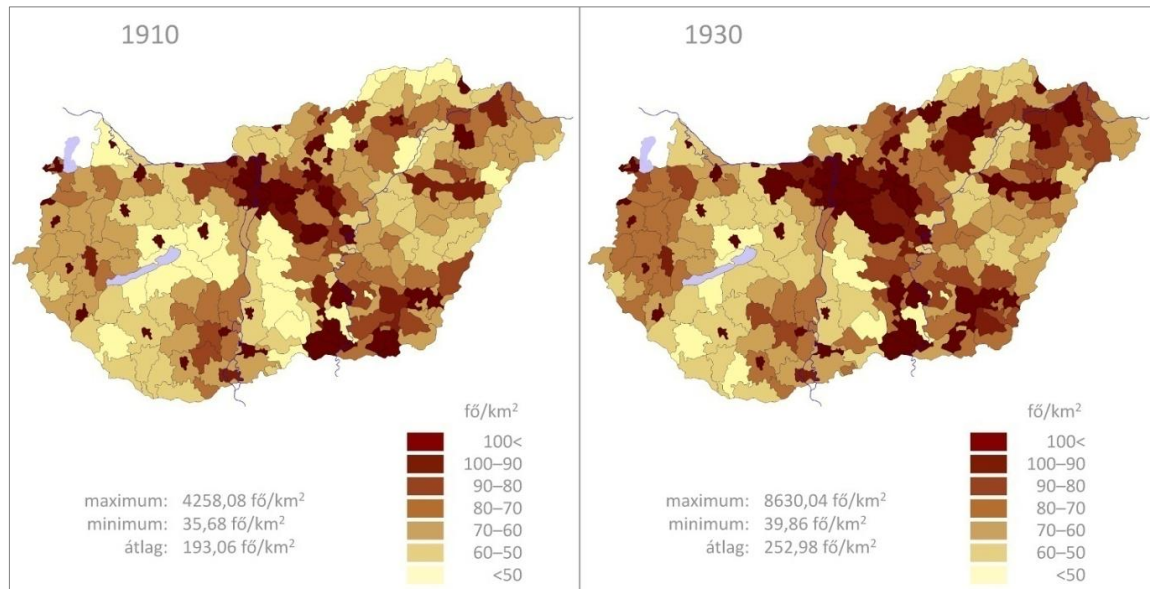 1910
fő/km²
100<
100–90
90–80
80–70
70–60
60–50
<50
maximum: 4258,08 fő/km²
minimum: 35,68 fő/km²
átlag: 193,06 fő/km²
1930
fő/km²
100<
100–90
90–80
80–70
70–60
60–50
<50
maximum: 8630,04 fő/km²
minimum: 39,86 fő/km²
átlag: 252,98 fő/km²